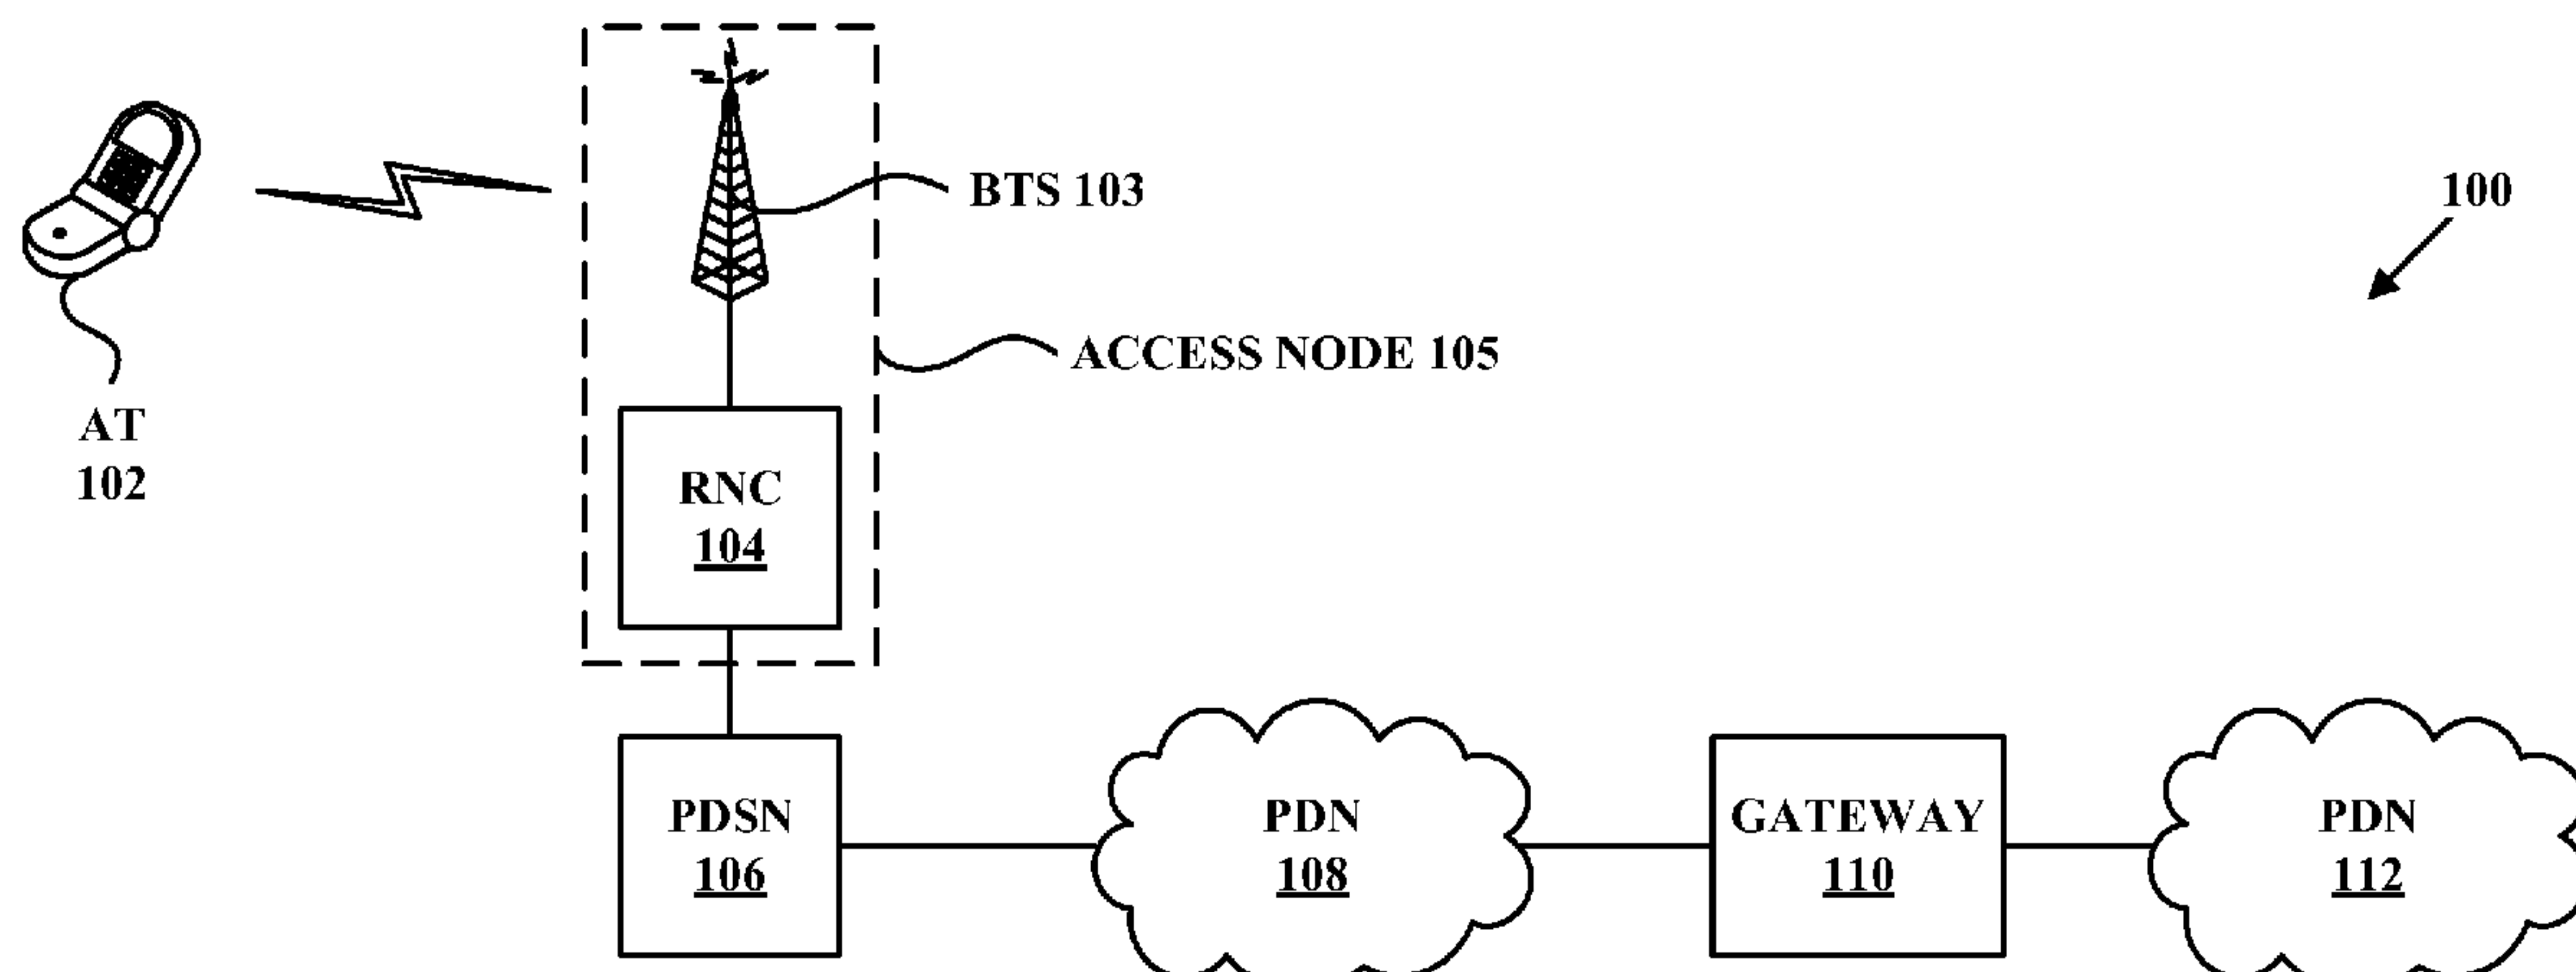 BTS 103
100
ACCESS NODE 105
AT
102
RNC
104
PDSN
106
PDN
108
GATEWAY
110
PDN
112